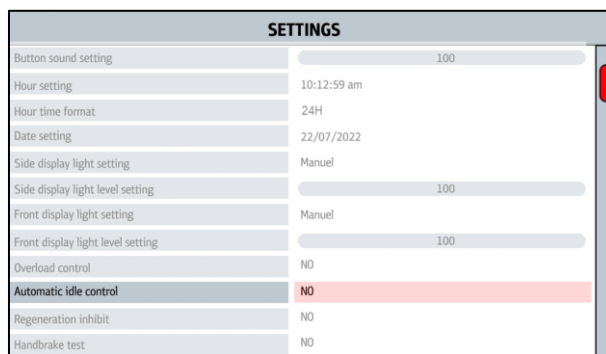 SETTINGS
Button sound setting 100
Hour setting 10:12:59 am
Hour time format 24H
Date setting 22/07/2022
Side display light setting Manuel
Side display light level setting 100
Front display light setting Manuel
Front display light level setting 100
Overload control NO
Automatic idle control NO
Regeneration inhibit NO
Handbrake test NO